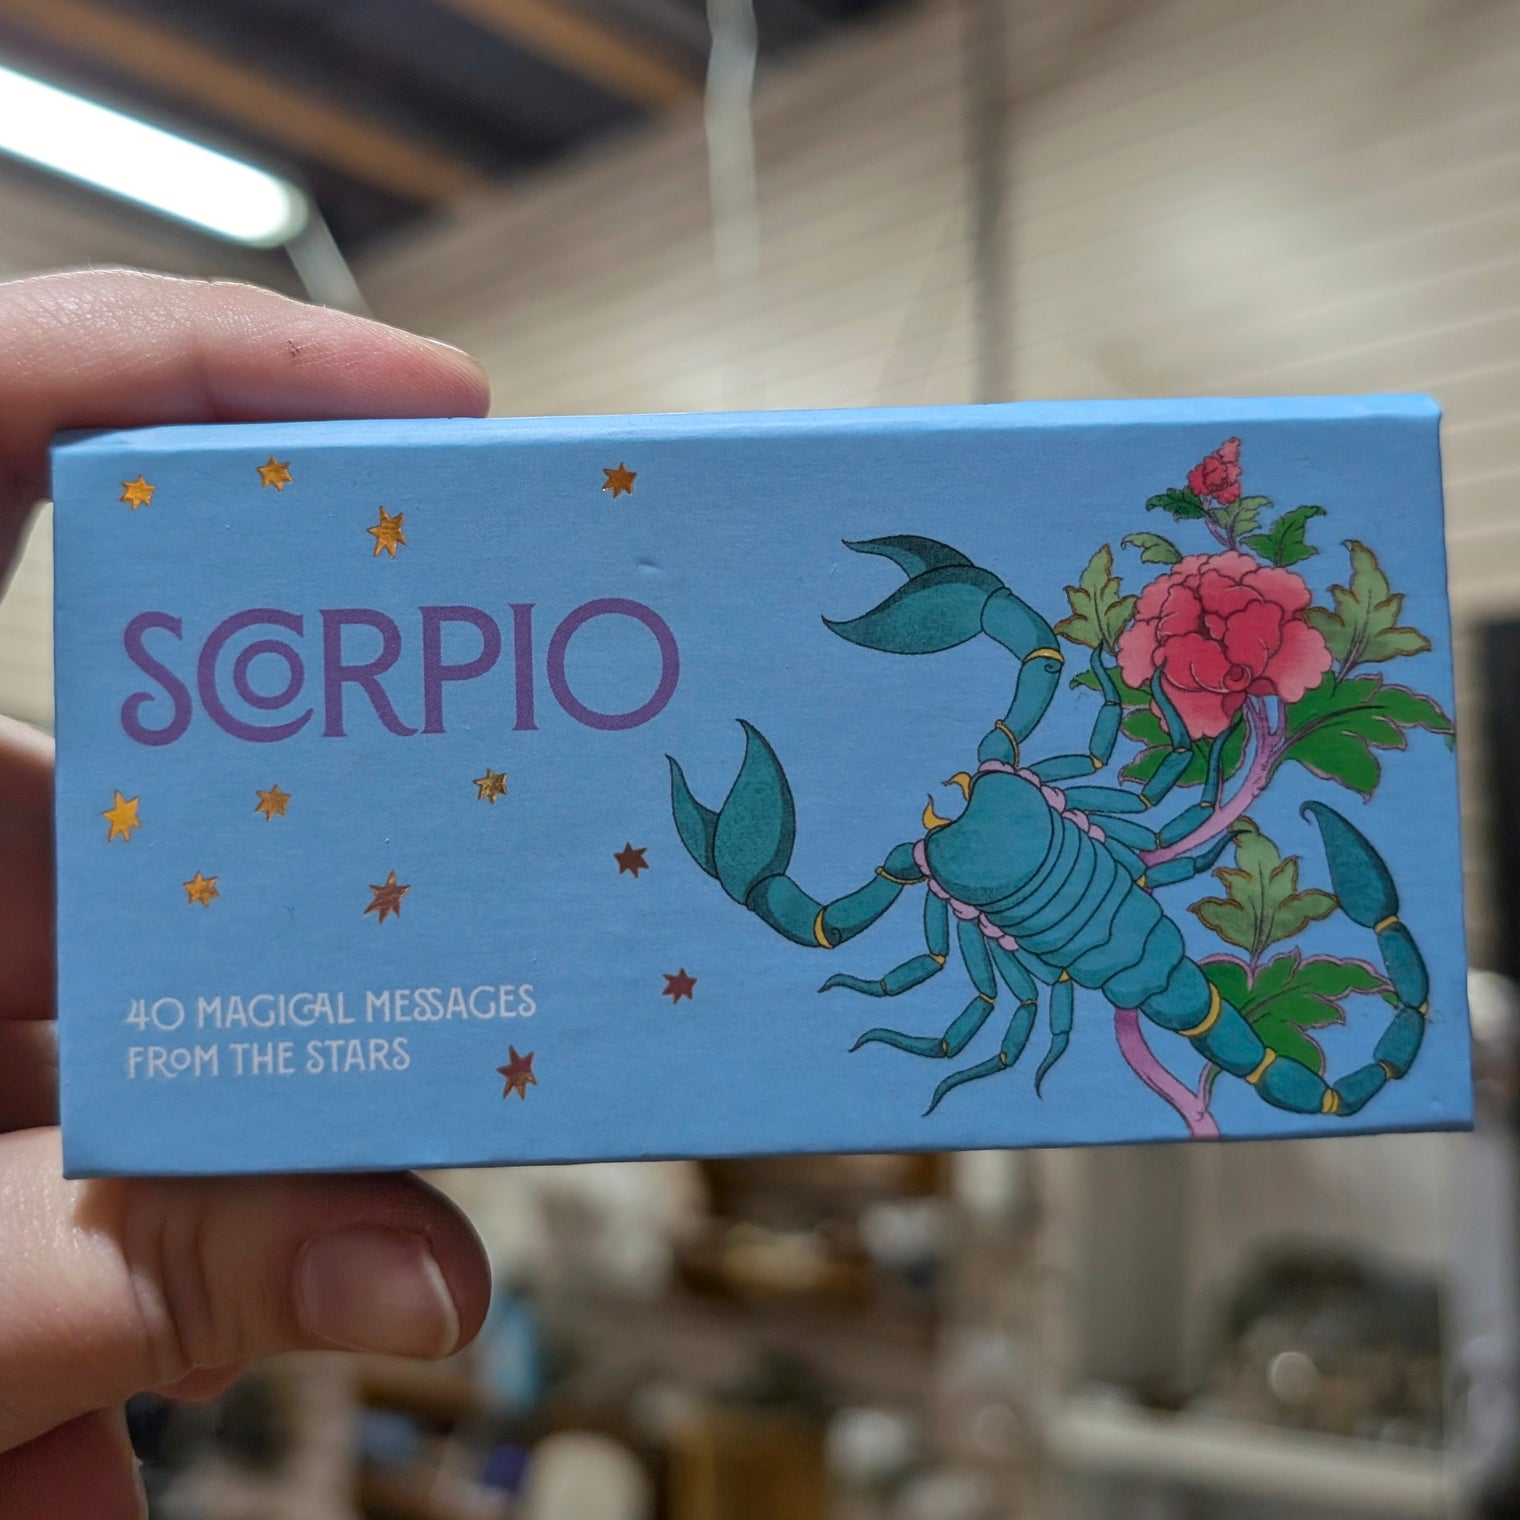 SCORPIO
40 MAGICAL MESSAGES
FROM THE STARS